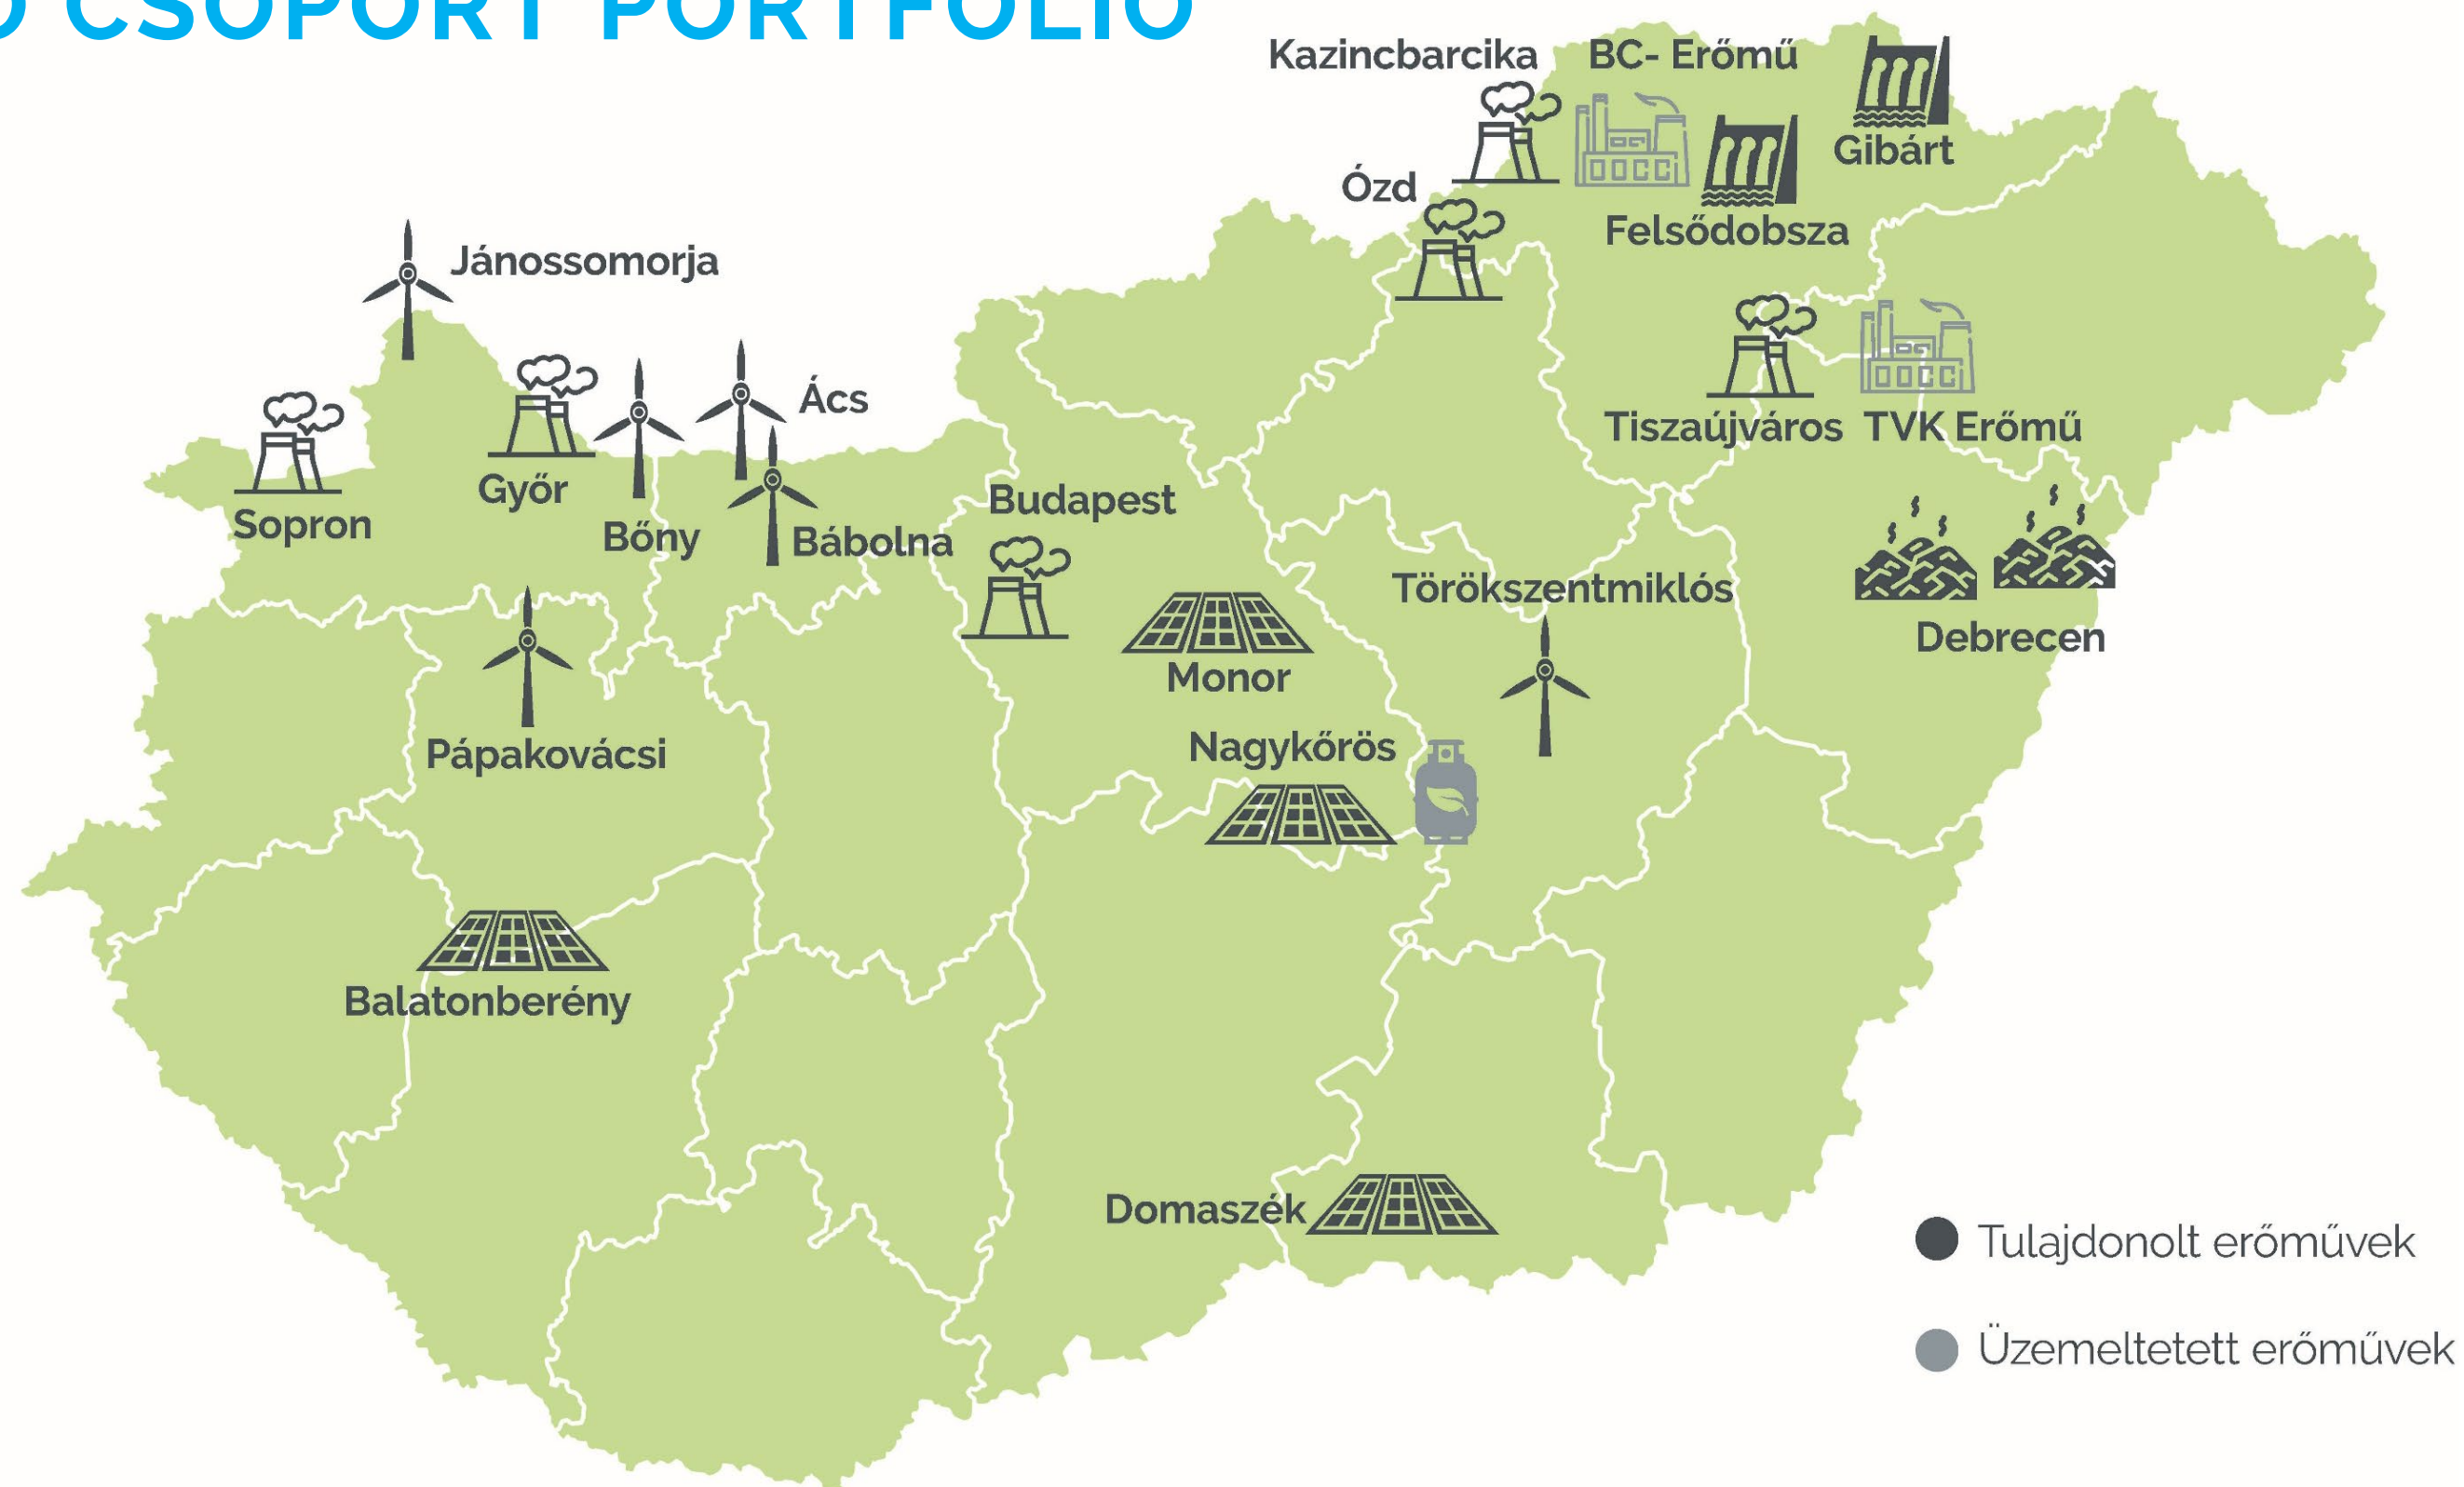 CSOPORT PORTFÓLIÓ
Kazincbarcika
BC- Erőmű
Gibárt
Ózd
Felsődobsza
Jánossomorja
Ács
Tiszaújváros
TVK Erőmű
Győr
Sopron
Bőny
Bábolna
Budapest
Törökszentmiklós
Debrecen
Monor
Pápakovácsi
Nagykőrös
Balatonberény
Domaszék
Tulajdonolt erőművek
Üzemeltetett erőművek